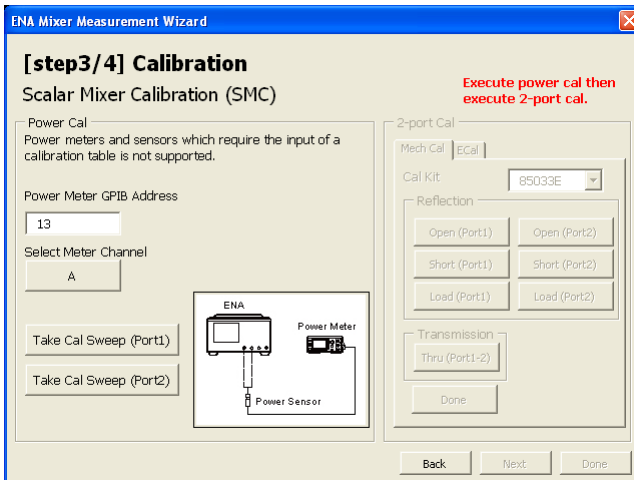 ENA Mixer Measurement Wizard
[step3/4] Calibration
Scalar Mixer Calibration (SMC)
Execute power cal then
execute 2-port cal.
Power Cal
Power meters and sensors which require the input of a
calibration table is not supported.
Power Meter GPIB Address
13
Select Meter Channel
A
Take Cal Sweep (Port1)
Take Cal Sweep (Port2)
ENA
Power Meter
Power Sensor
2-port Cal
Mech Cal
ECal
Cal Kit
85033E
Reflection
Open (Port1)
Open (Port2)
Short (Port1)
Short (Port2)
Load (Port1)
Load (Port2)
Transmission
Thru (Port1-2)
Done
Back
Next
Done